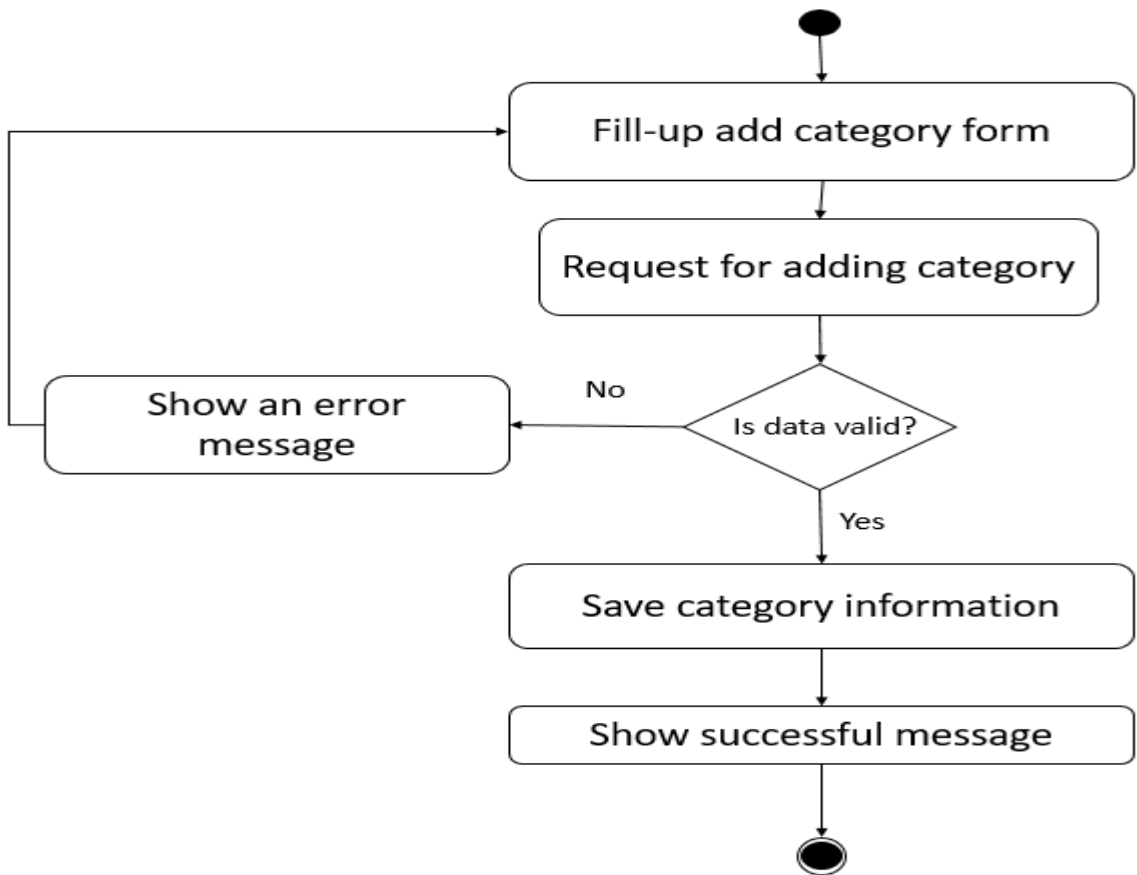 Fill-up add category form
Request for adding category
No
Show an error
message
Is data valid?
Yes
Save category information
Show successful message